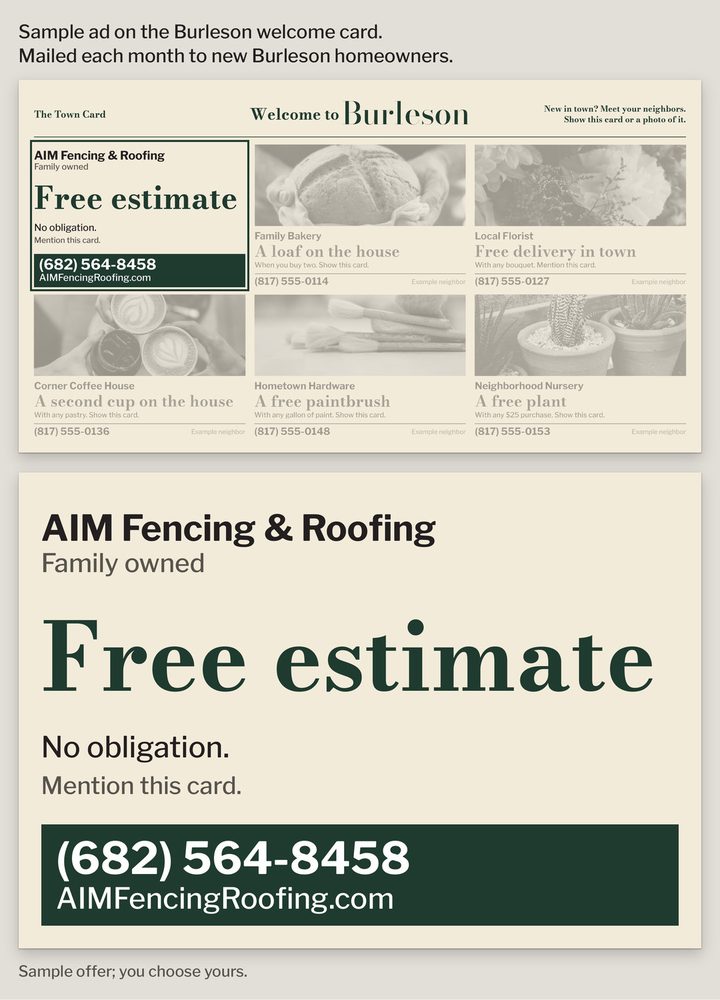 Sample ad on the Burleson welcome card.
Mailed each month to new Burleson homeowners.
The Town Card
Welcome to Burleson
New in town? Meet your neighbors.
Show this card or a photo of it.
AIM Fencing & Roofing
Family owned
Free estimate
No obligation.
Mention this card.
(682) 564-8458
AIMFencingRoofing.com
Family Bakery
A loaf on the house
When you buy two. Show this card.
(817) 555-0114
Example neighbor
Local Florist
Free delivery in town
With any bouquet. Mention this card.
(817) 555-0127
Example neighbor
Corner Coffee House
A second cup on the house
With any pastry. Show this card.
(817) 555-0136
Example neighbor
Hometown Hardware
A free paintbrush
With any gallon of paint. Show this card.
(817) 555-0148
Example neighbor
Neighborhood Nursery
A free plant
With any $25 purchase. Show this card.
(817) 555-0153
Example neighbor
AIM Fencing & Roofing
Family owned
Free estimate
No obligation.
Mention this card.
(682) 564-8458
AIMFencingRoofing.com
Sample offer; you choose yours.